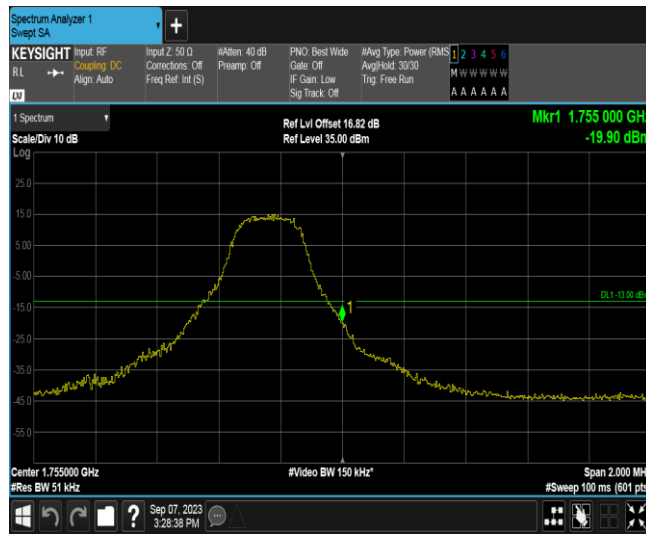 Spectrum Analyzer 1
Swept SA
+
KEYSIGHT
RL
LXI
Input: RF
Coupling: DC
Align: Auto
Input Z: 50 Ω
Corrections: Off
Freq Ref: Int (S)
#Atten: 40 dB
Preamp: Off
PNO: Best Wide
Gate: Off
IF Gain: Low
Sig Track: Off
#Avg Type: Power (RMS
Avg|Hold: 30/30
Trig: Free Run
1 2 3 4 5 6
M W W W W W
A A A A A A
1 Spectrum
Scale/Div 10 dB
Ref Lvl Offset 16.82 dB
Ref Level 35.00 dBm
Mkr1 1.755 000 GHz
-19.90 dBm
Log
25.0
15.0
5.00
-5.00
-15.0
-25.0
-35.0
-45.0
-55.0
1
DL1 -13.00 dBm
Center 1.755000 GHz
#Res BW 51 kHz
#Video BW 150 kHz*
Span 2.000 MHz
#Sweep 100 ms (601 pts)
?
Sep 07, 2023
3:28:38 PM